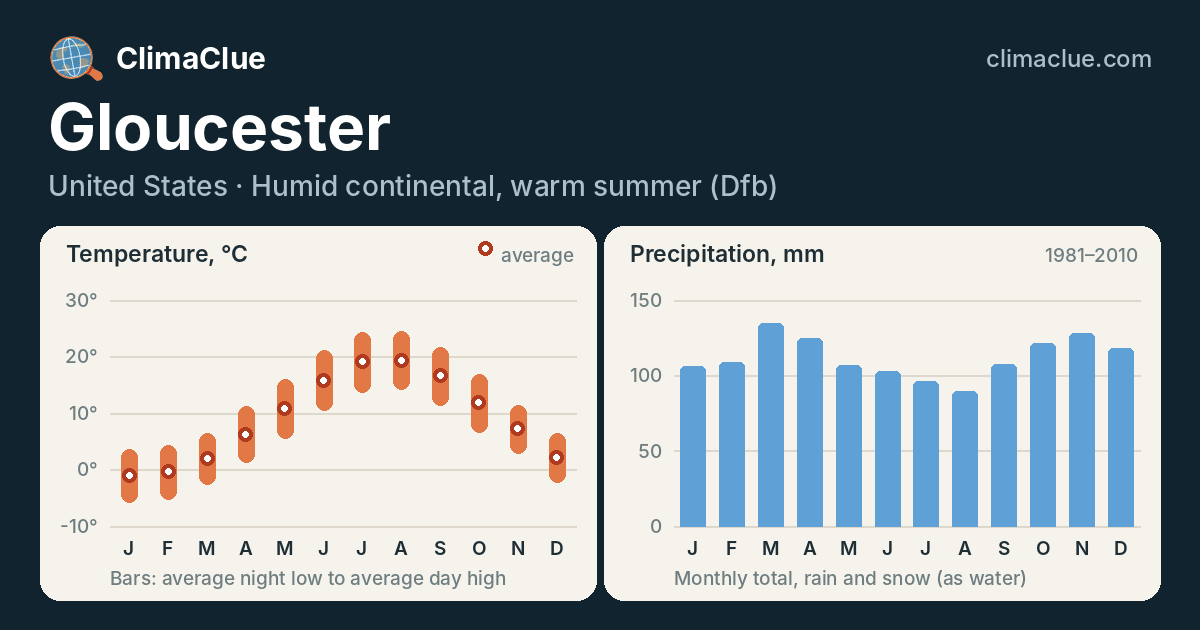 ClimaClue
climaclue.com
Gloucester
United States · Humid continental, warm summer (Dfb)
Temperature, °C
average
30°
20°
10°
0°
-10°
J F M A M J J A S O N D
Bars: average night low to average day high
Precipitation, mm
1981–2010
150
100
50
0
J F M A M J J A S O N D
Monthly total, rain and snow (as water)